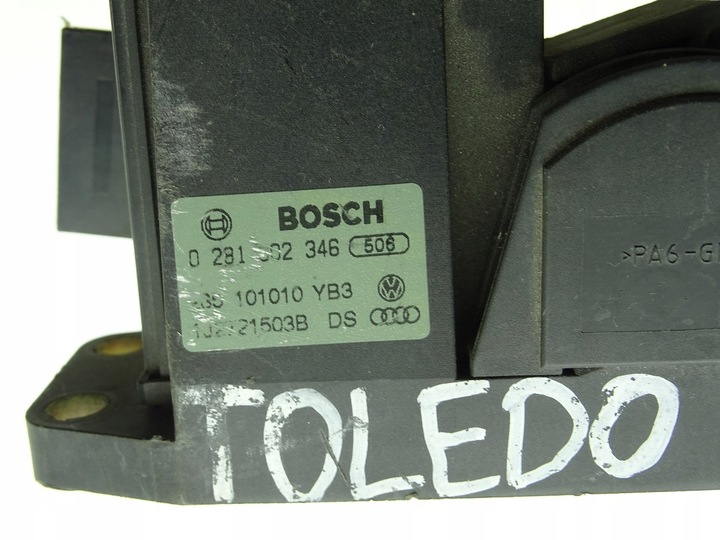 BOSCH
0 281 346 506
101010 YB3
DS
>PA6-G
TOLEDO